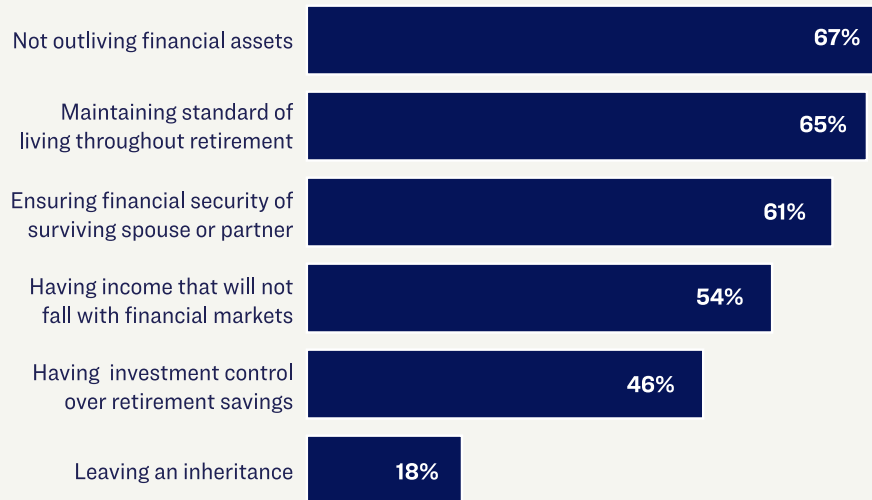 Not outliving financial assets
67%
Maintaining standard of
living throughout retirement
65%
Ensuring financial security of
surviving spouse or partner
61%
Having income that will not
fall with financial markets
54%
Having investment control
over retirement savings
46%
Leaving an inheritance
18%